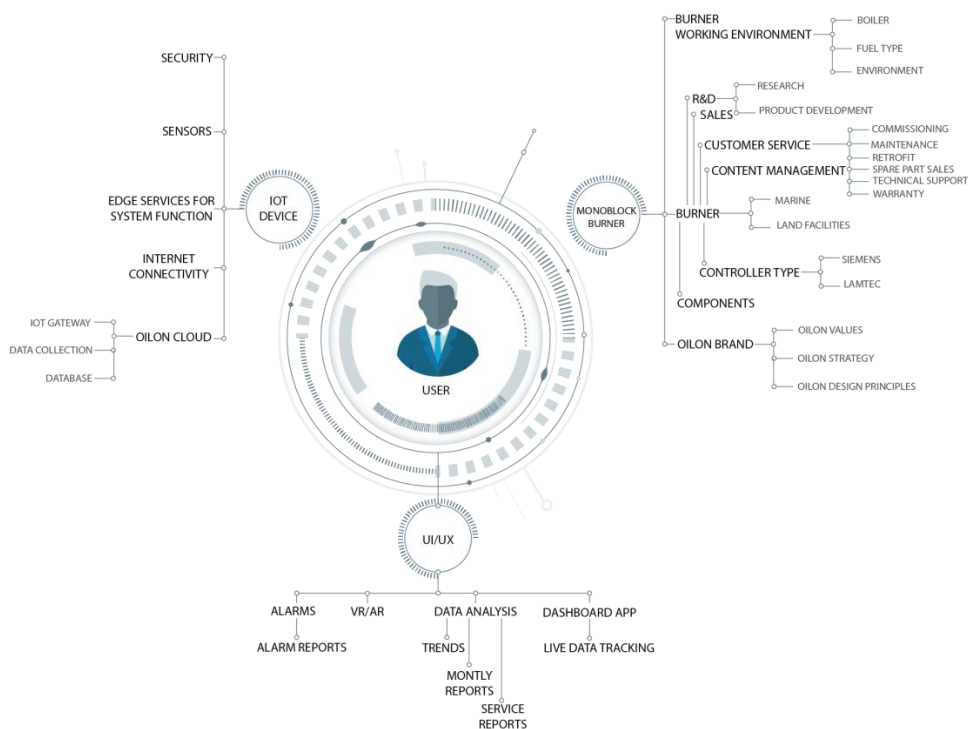 SECURITY
SENSORS
EDGE SERVICES FOR
SYSTEM FUNCTION
INTERNET
CONNECTIVITY
OILON CLOUD
IOT GATEWAY
DATA COLLECTION
DATABASE
IOT
DEVICE
USER
MONOBLOCK
BURNER
BURNER
WORKING ENVIRONMENT
BOILER
FUEL TYPE
ENVIRONMENT
R&D
RESEARCH
PRODUCT DEVELOPMENT
SALES
CUSTOMER SERVICE
CONTENT MANAGEMENT
COMMISSIONING
MAINTENANCE
RETROFIT
SPARE PART SALES
TECHNICAL SUPPORT
WARRANTY
BURNER
MARINE
LAND FACILITIES
CONTROLLER TYPE
SIEMENS
LAMTEC
COMPONENTS
OILON BRAND
OILON VALUES
OILON STRATEGY
OILON DESIGN PRINCIPLES
UI/UX
ALARMS
ALARM REPORTS
VR/AR
DATA ANALYSIS
TRENDS
MONTLY
REPORTS
SERVICE
REPORTS
DASHBOARD APP
LIVE DATA TRACKING